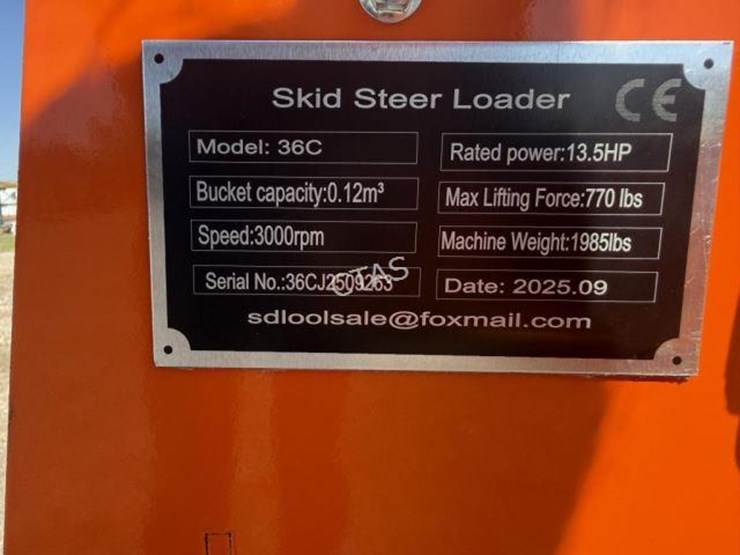 Skid Steer Loader CE
Model: 36C
Rated power:13.5HP
Bucket capacity:0.12m³
Max Lifting Force:770 lbs
Speed:3000rpm
Machine Weight:1985lbs
Serial No.:36CJ2509263
Date: 2025.09
sdloolsale@foxmail.com
OTAS